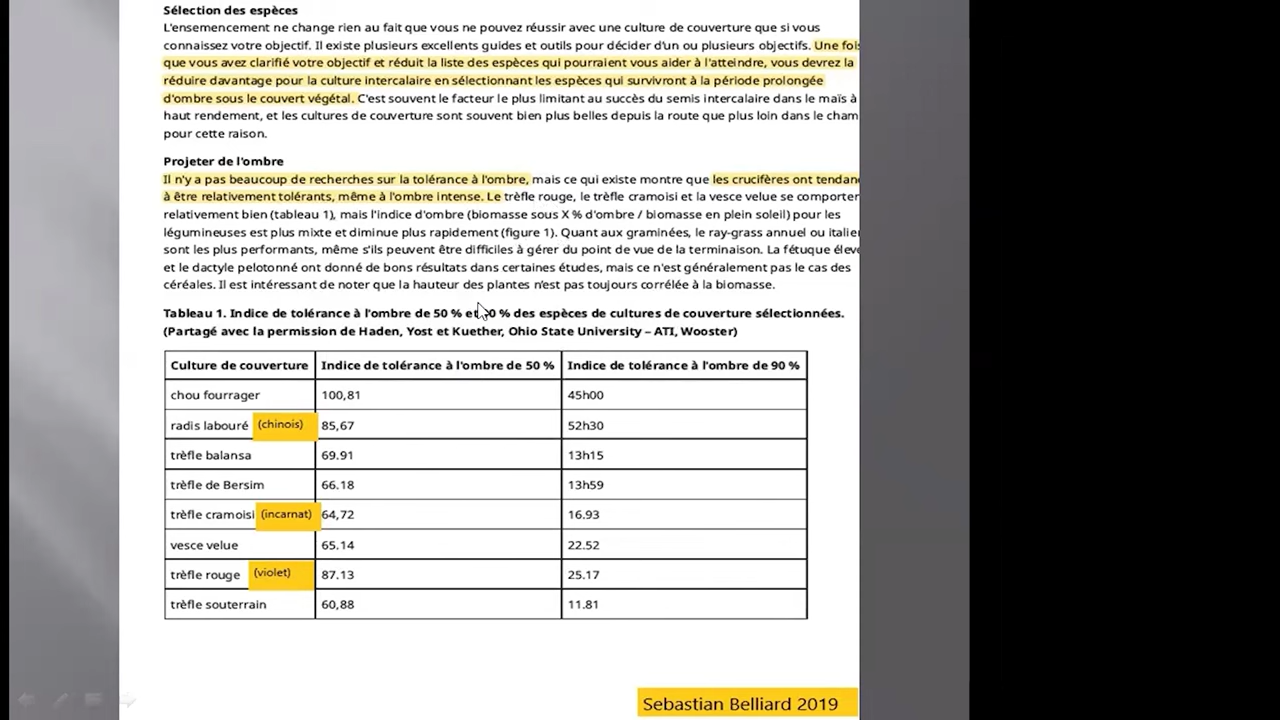 Sélection des espèces
L'ensemencement ne change rien au fait que vous ne pouvez réussir avec une culture de couverture que si vous
connaissez votre objectif. Il existe plusieurs excellents guides et outils pour décider d'un ou plusieurs objectifs. Une fois
que vous avez clarifié votre objectif et réduit la liste des espèces qui pourraient vous aider à l'atteindre, vous devrez la
réduire davantage pour la culture intercalaire en sélectionnant les espèces qui survivront à la période prolongée
d'ombre sous le couvert végétal. C'est souvent le facteur le plus limitant au succès du semis intercalaire dans le maïs à
haut rendement, et les cultures de couverture sont souvent bien plus belles depuis la route que plus loin dans le cham
pour cette raison.
Projeter de l'ombre
Il n'y a pas beaucoup de recherches sur la tolérance à l'ombre, mais ce qui existe montre que les crucifères ont tendanc
à être relativement tolérants, même à l'ombre intense. Le trèfle rouge, le trèfle cramoisi et la vesce velue se comporter
relativement bien (tableau 1), mais l'indice d'ombre (biomasse sous X % d'ombre / biomasse en plein soleil) pour les
légumineuses est plus mixte et diminue plus rapidement (figure 1). Quant aux graminées, le ray-grass annuel ou italier
sont les plus performants, même s'ils peuvent être difficiles à gérer du point de vue de la terminaison. La fétuque éleve
et le dactyle pelotonné ont donné de bons résultats dans certaines études, mais ce n'est généralement pas le cas des
céréales. Il est intéressant de noter que la hauteur des plantes n'est pas toujours corrélée à la biomasse.
Tableau 1. Indice de tolérance à l'ombre de 50 % et 0 % des espèces de cultures de couverture sélectionnées.
(Partagé avec la permission de Haden, Yost et Kuether, Ohio State University – ATI, Wooster)
Culture de couverture Indice de tolérance à l'ombre de 50 % Indice de tolérance à l'ombre de 90 %
chou fourrager 100,81 45h00
radis labouré (chinois) 85,67 52h30
trèfle balansa 69.91 13h15
trèfle de Bersim 66.18 13h59
trèfle cramoisi (incarnat) 64,72 16.93
vesce velue 65.14 22.52
trèfle rouge (violet) 87.13 25.17
trèfle souterrain 60,88 11.81
Sebastian Belliard 2019